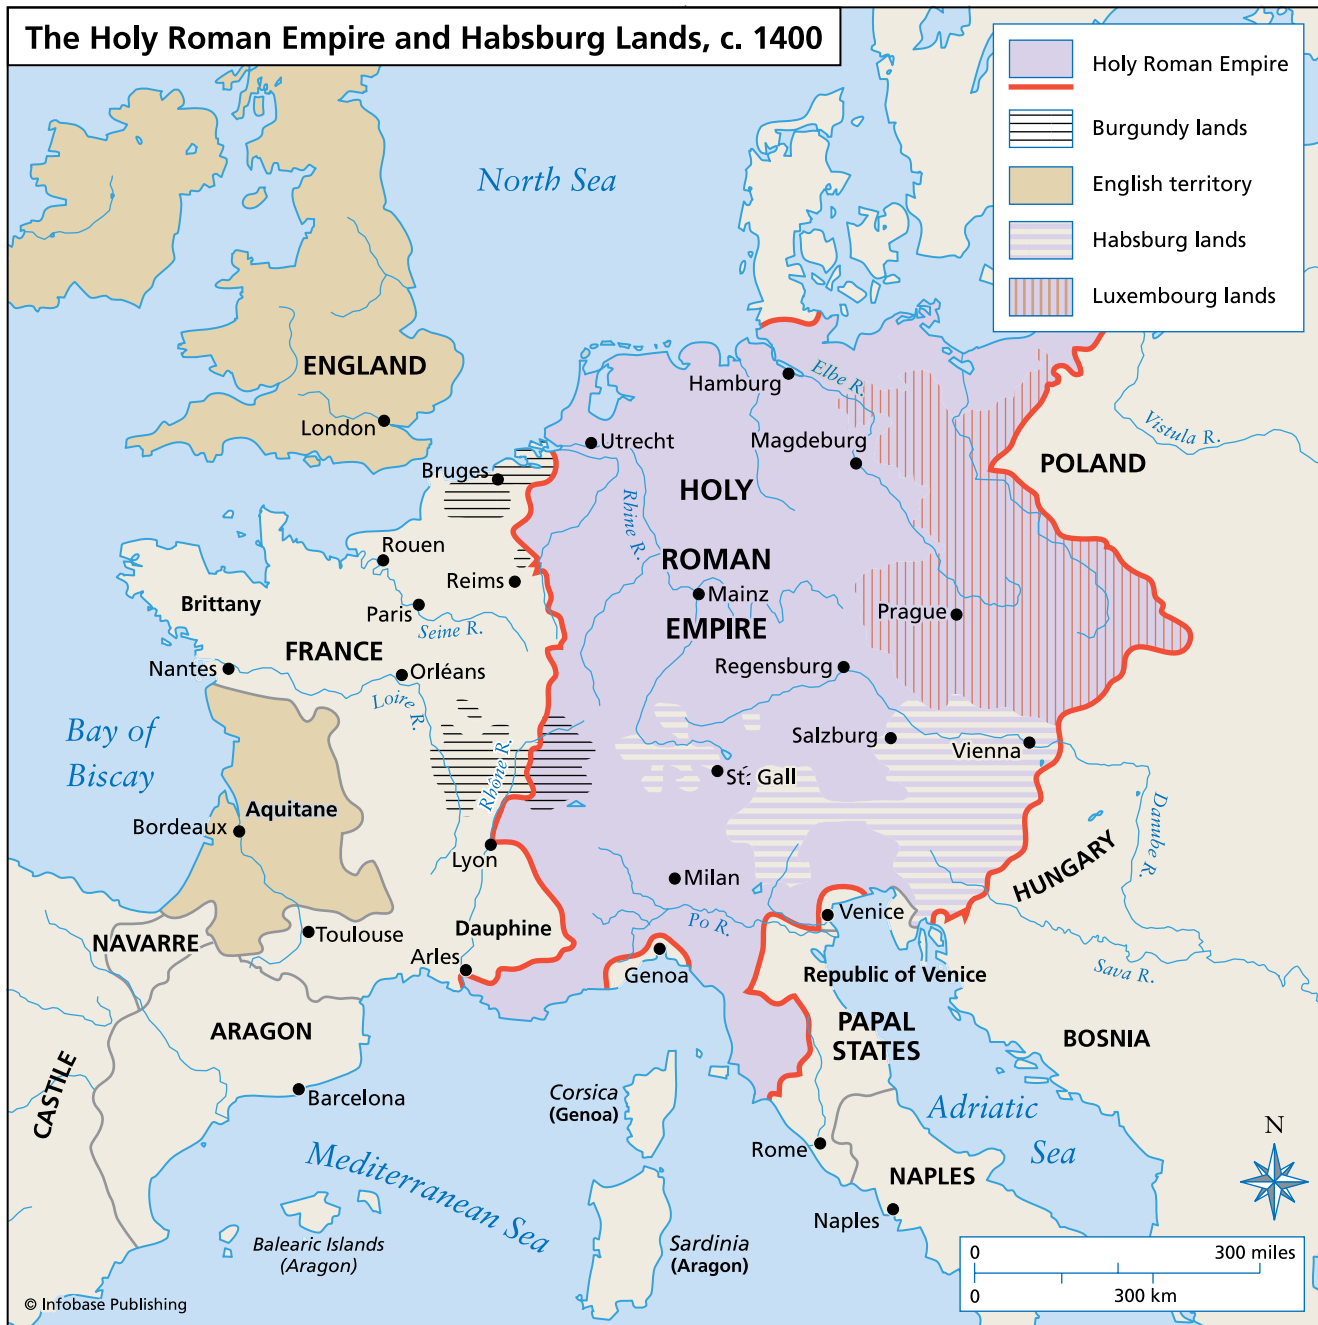 The Holy Roman Empire and Habsburg Lands, c. 1400
Holy Roman Empire
Burgundy lands
English territory
Habsburg lands
Luxembourg lands
North Sea
ENGLAND
London
Hamburg
Elbe R.
Utrecht
Magdeburg
Vistula R.
POLAND
Bruges
HOLY
ROMAN
EMPIRE
Rhine R.
Rouen
Reims
Mainz
Brittany
Paris
Seine R.
Prague
FRANCE
Nantes
Orléans
Loire R.
Regensburg
Bay of
Biscay
Salzburg
Vienna
Rhône R.
St. Gall
Aquitane
Bordeaux
Danube R.
Lyon
HUNGARY
Milan
Po R.
Venice
Dauphine
NAVARRE
Toulouse
Arles
Genoa
Republic of Venice
Sava R.
ARAGON
PAPAL
STATES
BOSNIA
CASTILE
Barcelona
Corsica
(Genoa)
Adriatic
Sea
N
Rome
NAPLES
Mediterranean Sea
Naples
Balearic Islands
(Aragon)
Sardinia
(Aragon)
0 300 miles
0 300 km
© Infobase Publishing